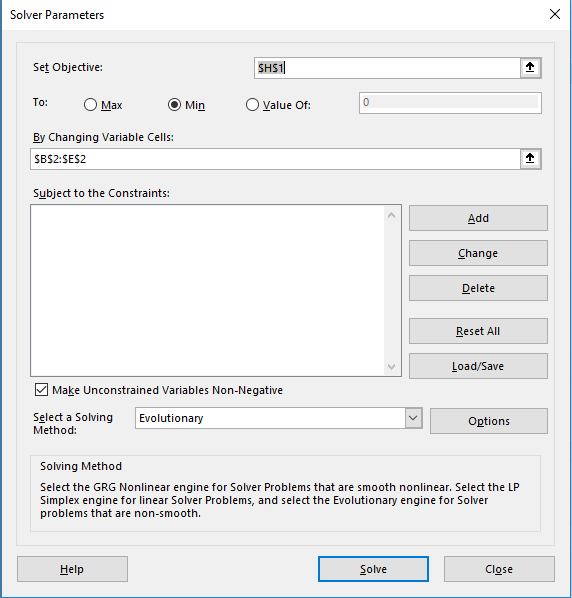 Solver Parameters
Set Objective:
$H$1
To:
Max
Min
Value Of:
0
By Changing Variable Cells:
$B$2:$E$2
Subject to the Constraints:
Add
Change
Delete
Reset All
Load/Save
Make Unconstrained Variables Non-Negative
Select a Solving
Method:
Evolutionary
Options
Solving Method
Select the GRG Nonlinear engine for Solver Problems that are smooth nonlinear. Select the LP
Simplex engine for linear Solver Problems, and select the Evolutionary engine for Solver
problems that are non-smooth.
Help
Solve
Close